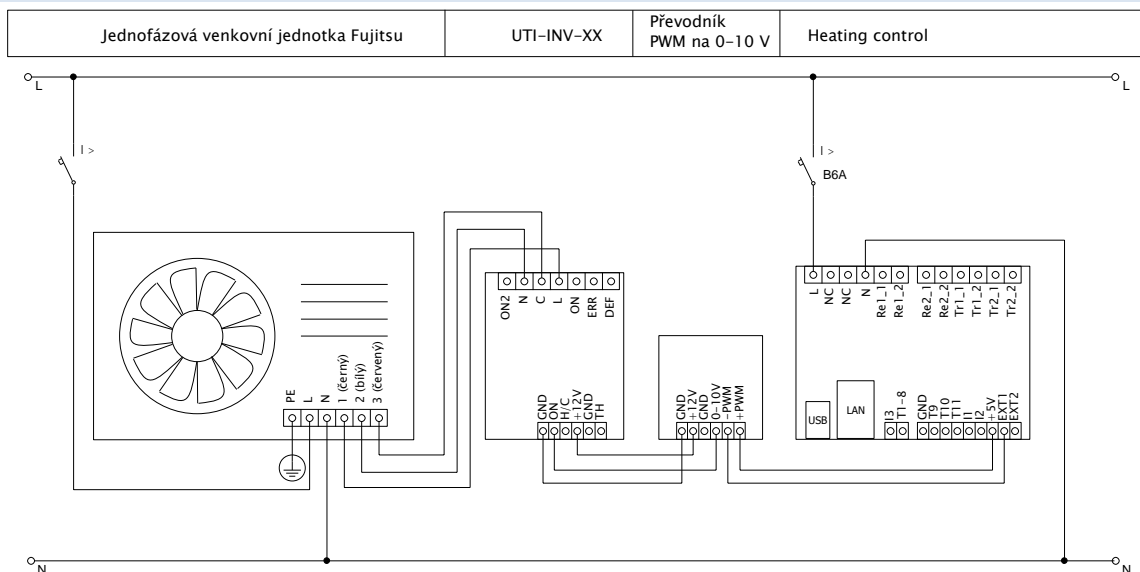 Jednofázová venkovní jednotka Fujitsu
UTI-INV-XX
Převodník
PWM na 0-10 V
Heating control
L
L
I >
I >
B6A
ON2
N
C
L
ON
ERR
DEF
L
NC
NC
N
Re1_1
Re1_2
Re2_1
Re2_2
Tr1_1
Tr1_2
Tr2_1
Tr2_2
PE
L
N
1 (černý)
2 (bílý)
3 (červený)
GND
ON
H/C
+12V
GND
TH
GND
+12V
GND
0-10V
-PWM
+PWM
USB
LAN
I3
T1-8
GND
T9
T10
T11
I1
I2
+5V
EXT1
EXT2
N
N